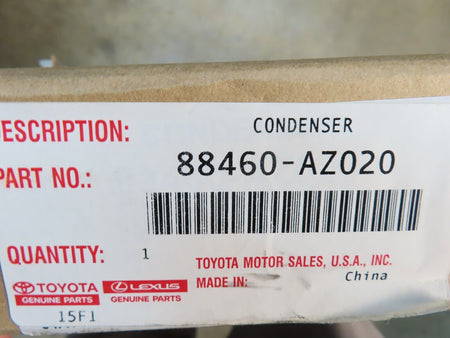 DESCRIPTION: CONDENSER
PART NO.: 88460-AZ020
QUANTITY: 1
TOYOTA MOTOR SALES, U.S.A., INC.
MADE IN: China
TOYOTA LEXUS
GENUINE PARTS GENUINE PARTS
15F1